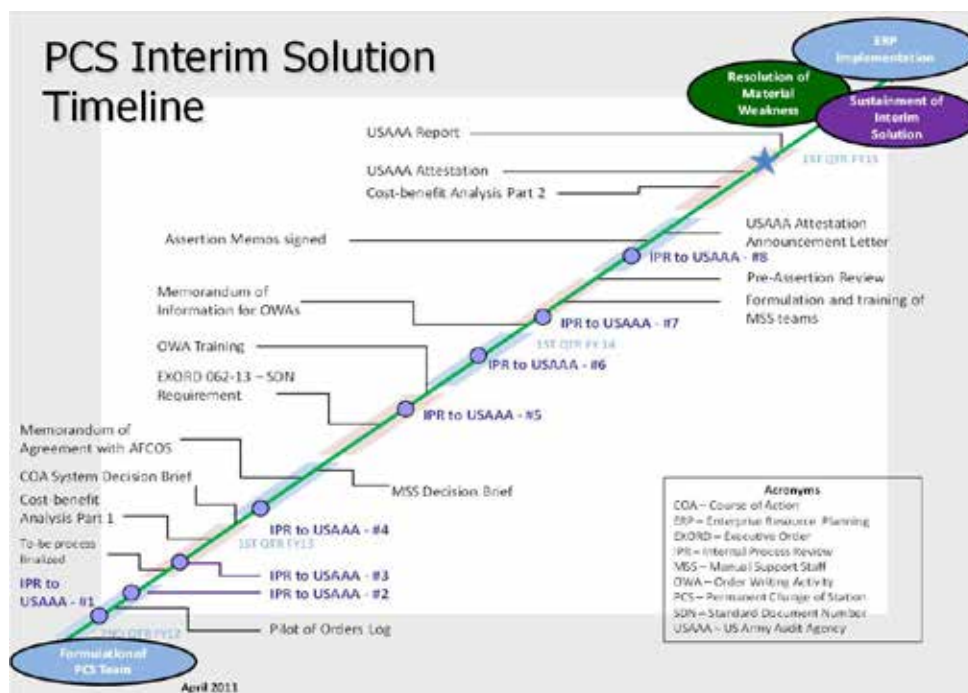 PCS Interim Solution
Timeline
ERP
Implementation
Resolution of
Material
Weakness
Sustainment of
Interim
Solution
USAAA Report
1ST QTR FY15
USAAA Attestation
Cost-benefit Analysis Part 2
USAAA Attestation
Announcement Letter
Assertion Memos signed
IPR to USAAA - #8
Pre-Assertion Review
Memorandum of
Information for OWAs
Formulation and training of
MSS teams
IPR to USAAA - #7
1ST QTR FY 14
OWA Training
IPR to USAAA - #6
EXORD 062-13 – SDN
Requirement
IPR to USAAA - #5
Memorandum of
Agreement with AFCOS
COA System Decision Brief
MSS Decision Brief
Cost-benefit
Analysis Part 1
IPR to USAAA - #4
1ST QTR FY13
To-be process
finalized
IPR to USAAA - #3
IPR to
USAAA - #1
IPR to USAAA - #2
Pilot of Orders Log
QTR FY12
Formulation of
PCS Team
April 2011
Acronyms
COA – Course of Action
ERP – Enterprise Resource Planning
EXORD – Executive Order
IPR – Internal Process Review
MSS – Manual Support Staff
OWA – Order Writing Activity
PCS – Permanent Change of Station
SDN – Standard Document Number
USAAA – US Army Audit Agency